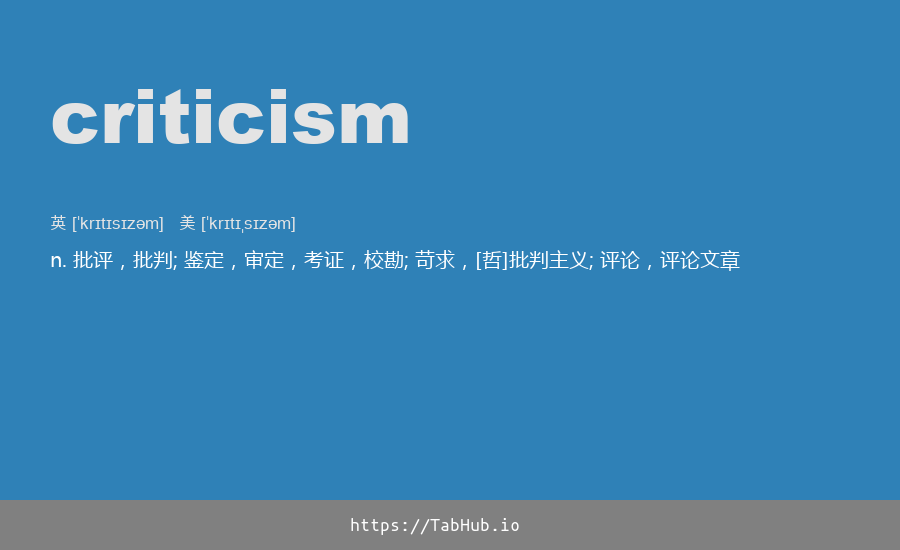 criticism
英 [ˈkrɪtɪsɪzəm] 美 [ˈkrɪtɪˌsɪzəm]
n. 批评，批判; 鉴定，审定，考证，校勘; 苛求，[哲]批判主义; 评论，评论文章
https://TabHub.io